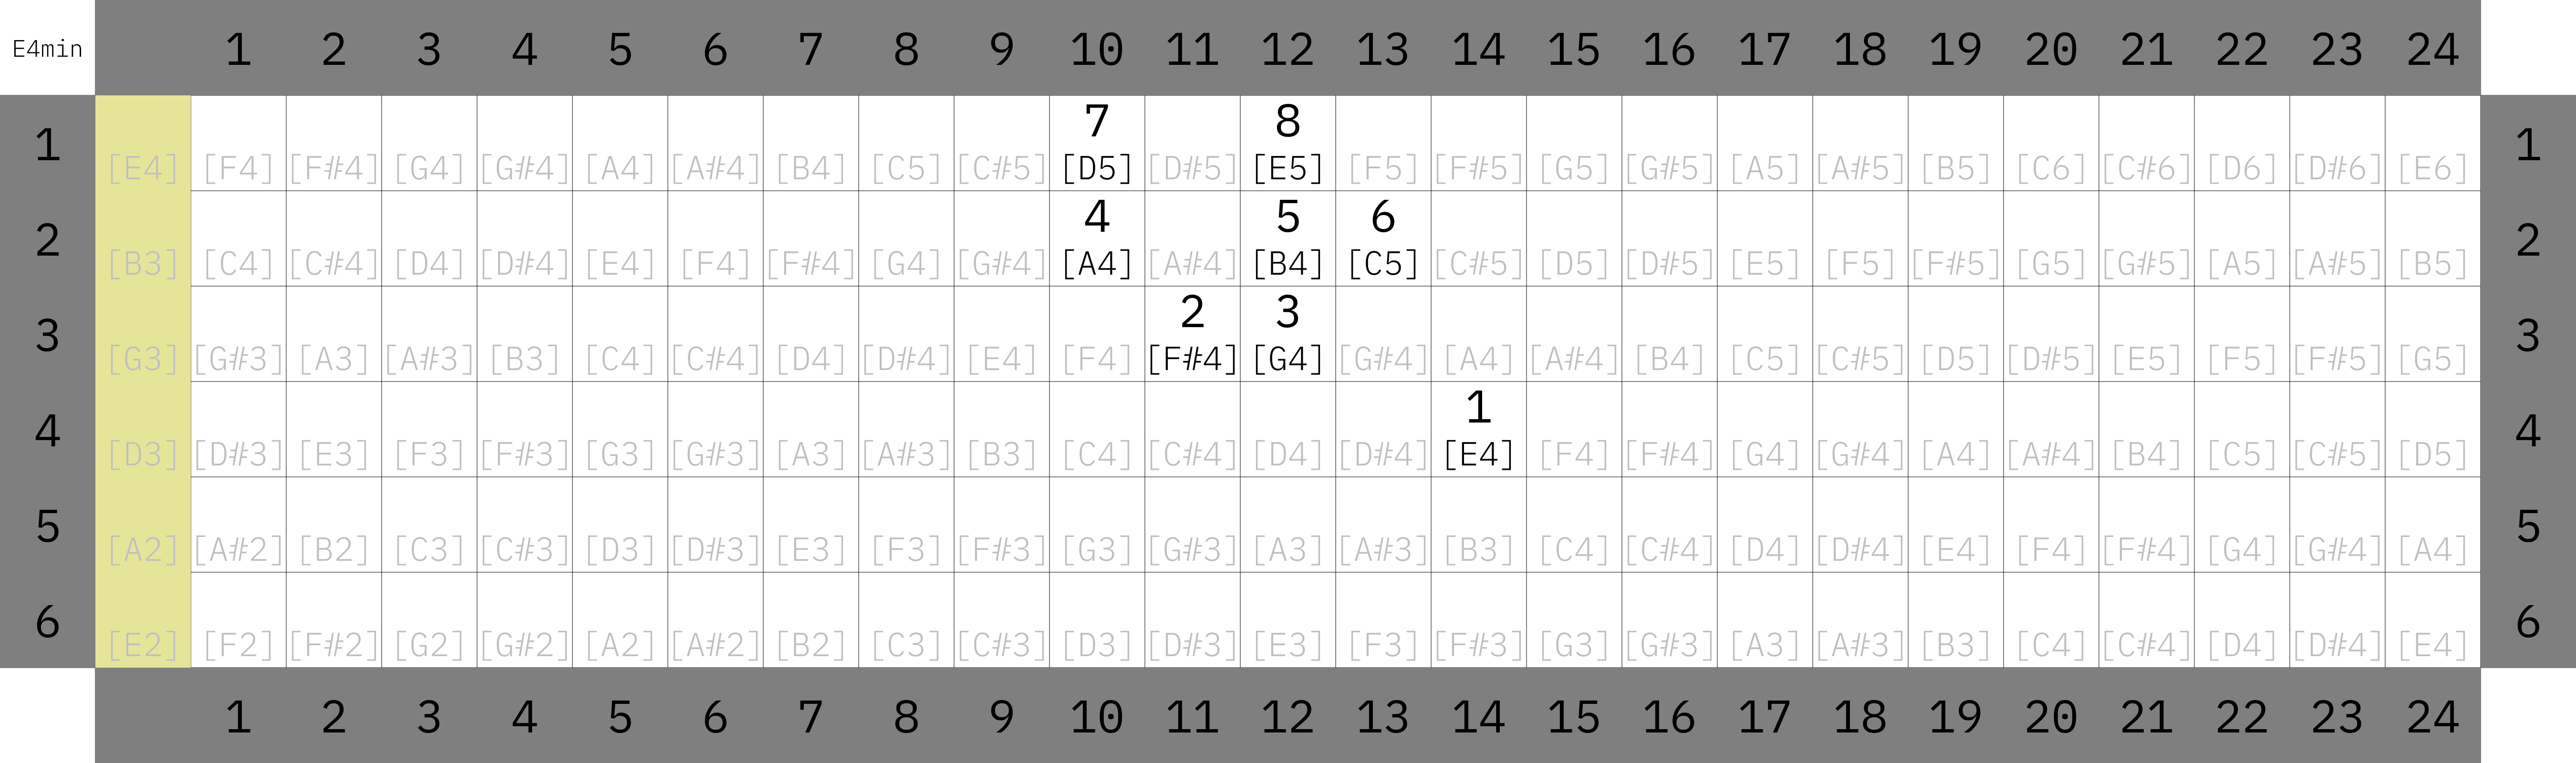 E4min 1 2 3 4 5 6 7 8 9 10 11 12 13 14 15 16 17 18 19 20 21 22 23 24
7 8
1 [E4] [F4] [F#4] [G4] [G#4] [A4] [A#4] [B4] [C5] [C#5] [D5] [D#5] [E5] [F5] [F#5] [G5] [G#5] [A5] [A#5] [B5] [C6] [C#6] [D6] [D#6] [E6] 1
4 5 6
2 [B3] [C4] [C#4] [D4] [D#4] [E4] [F4] [F#4] [G4] [G#4] [A4] [A#4] [B4] [C5] [C#5] [D5] [D#5] [E5] [F5] [F#5] [G5] [G#5] [A5] [A#5] [B5] 2
2 3
3 [G3] [G#3] [A3] [A#3] [B3] [C4] [C#4] [D4] [D#4] [E4] [F4] [F#4] [G4] [G#4] [A4] [A#4] [B4] [C5] [C#5] [D5] [D#5] [E5] [F5] [F#5] [G5] 3
1
4 [D3] [D#3] [E3] [F3] [F#3] [G3] [G#3] [A3] [A#3] [B3] [C4] [C#4] [D4] [D#4] [E4] [F4] [F#4] [G4] [G#4] [A4] [A#4] [B4] [C5] [C#5] [D5] 4
5 [A2] [A#2] [B2] [C3] [C#3] [D3] [D#3] [E3] [F3] [F#3] [G3] [G#3] [A3] [A#3] [B3] [C4] [C#4] [D4] [D#4] [E4] [F4] [F#4] [G4] [G#4] [A4] 5
6 [E2] [F2] [F#2] [G2] [G#2] [A2] [A#2] [B2] [C3] [C#3] [D3] [D#3] [E3] [F3] [F#3] [G3] [G#3] [A3] [A#3] [B3] [C4] [C#4] [D4] [D#4] [E4] 6
1 2 3 4 5 6 7 8 9 10 11 12 13 14 15 16 17 18 19 20 21 22 23 24